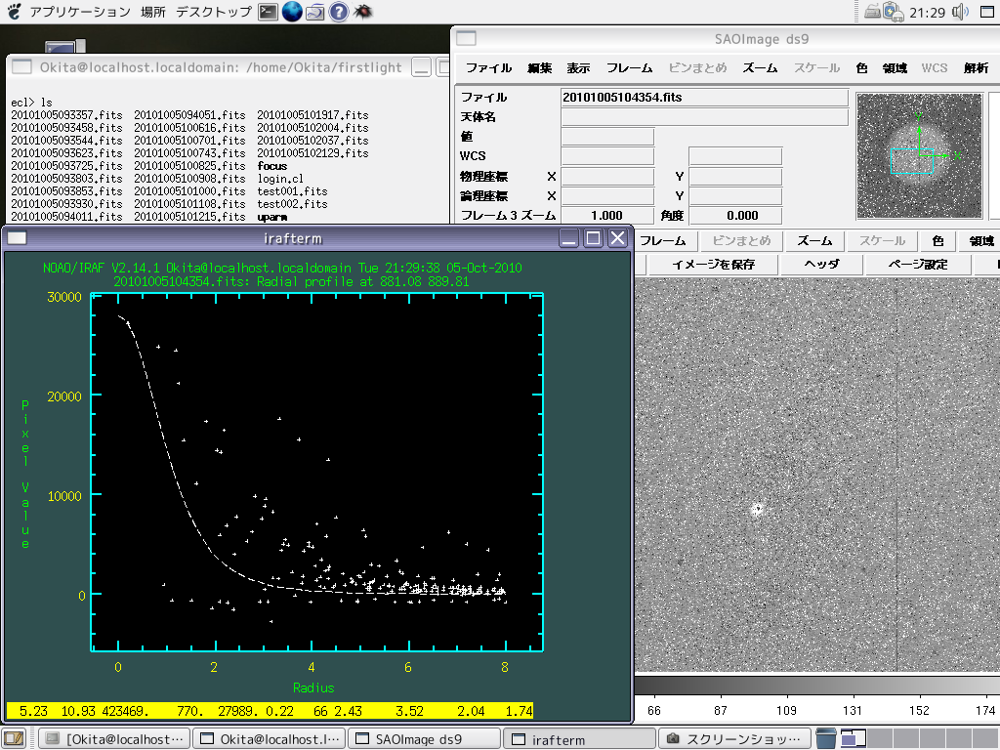 アプリケーション 場所 デスクトップ 21:29
Okita@localhost.localdomain: /home/Okita/firstlight
ecl> ls
20101005093357.fits 20101005094051.fits 20101005101917.fits
20101005093458.fits 20101005100616.fits 20101005102004.fits
20101005093544.fits 20101005100701.fits 20101005102037.fits
20101005093623.fits 20101005100743.fits 20101005102129.fits
20101005093725.fits 20101005100825.fits focus
20101005093803.fits 20101005100908.fits login.cl
20101005093853.fits 20101005101000.fits test001.fits
20101005093930.fits 20101005101108.fits test002.fits
20101005094011.fits 20101005101215.fits uparm
SAOImage ds9
ファイル 編集 表示 フレーム ビンまとめ ズーム スケール 色 領域 WCS 解析
ファイル 20101005104354.fits
天体名
値
WCS
物理座標 X Y
論理座標 X Y
フレーム 3 ズーム 1.000 角度 0.000
Y
X
フレーム ビンまとめ ズーム スケール 色 領域
イメージを保存 ヘッダ ページ設定
66 87 109 131 152 174
irafterm
NOAO/IRAF V2.14.1 Okita@localhost.localdomain Tue 21:29:38 05-Oct-2010
20101005104354.fits: Radial profile at 881.08 889.81
30000
20000
10000
0
Pixel Value
0 2 4 6 8
Radius
5.23 10.93 423469. 770. 27989. 0.22 66 2.43 3.52 2.04 1.74
[Okita@localhost… Okita@localhost.l… SAOImage ds9 irafterm スクリーンショッ…